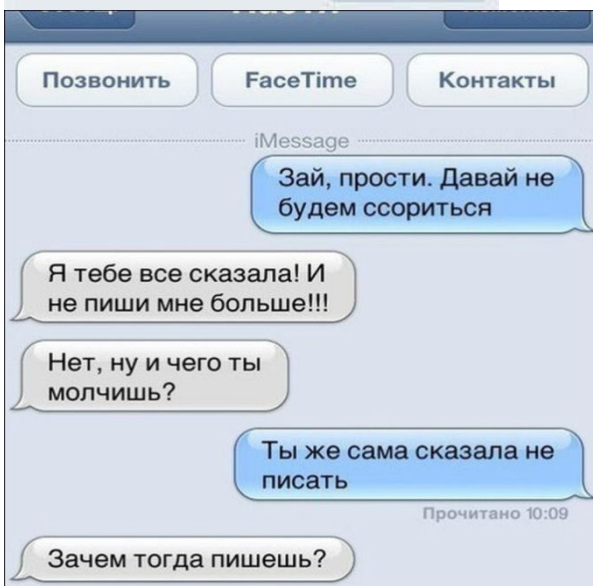 Позвонить
FaceTime
Контакты
iMessage
Зай, прости. Давай не
будем ссориться
Я тебе все сказала! И
не пиши мне больше!!!
Нет, ну и чего ты
молчишь?
Ты же сама сказала не
писать
Прочитано 10:09
Зачем тогда пишешь?